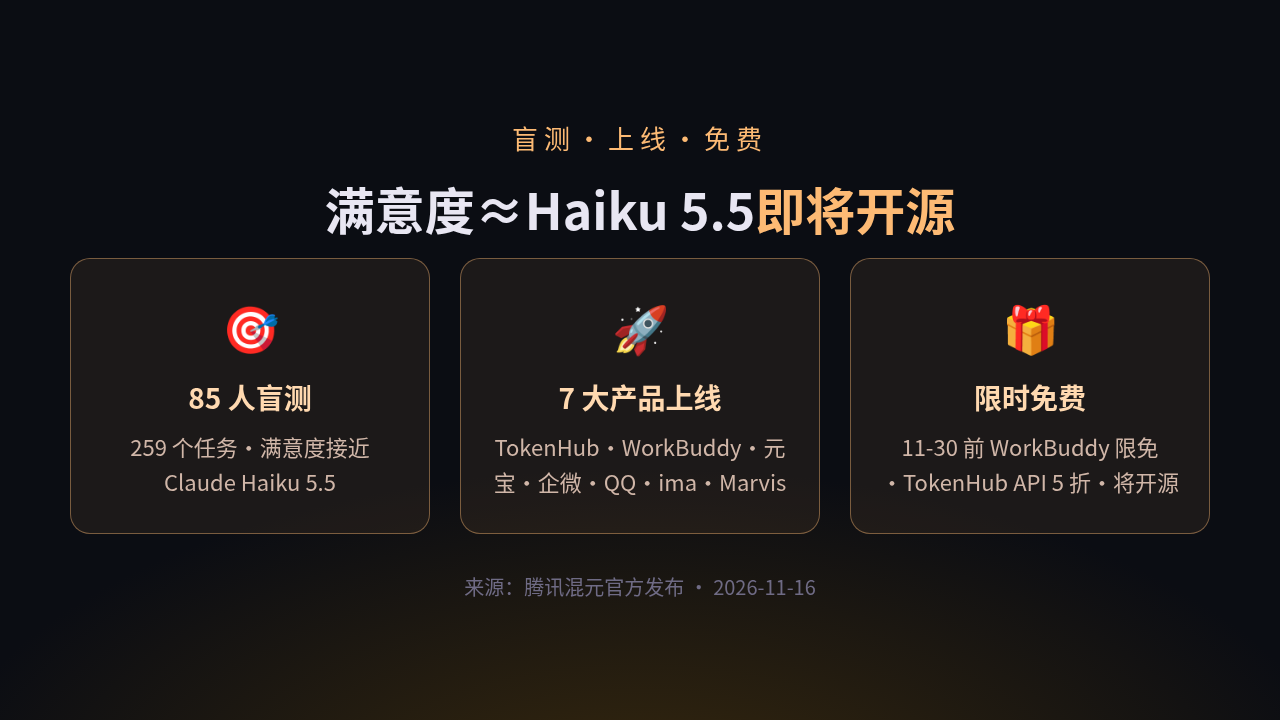 盲测·上线·免费
满意度≈Haiku 5.5即将开源
85 人盲测
259 个任务·满意度接近
Claude Haiku 5.5
7 大产品上线
TokenHub·WorkBuddy·元
宝·企微·QQ·ima·Marvis
限时免费
11-30 前 WorkBuddy 限免
·TokenHub API 5 折·将开源
来源：腾讯混元官方发布 · 2026-11-16